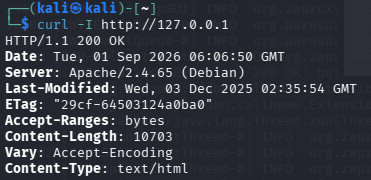 ┌──(kali㉿kali)-[~]
└─$ curl -I http://127.0.0.1
HTTP/1.1 200 OK
Date: Tue, 01 Sep 2026 06:06:50 GMT
Server: Apache/2.4.65 (Debian)
Last-Modified: Wed, 03 Dec 2025 02:35:54 GMT
ETag: "29cf-64503124a0ba0"
Accept-Ranges: bytes
Content-Length: 10703
Vary: Accept-Encoding
Content-Type: text/html